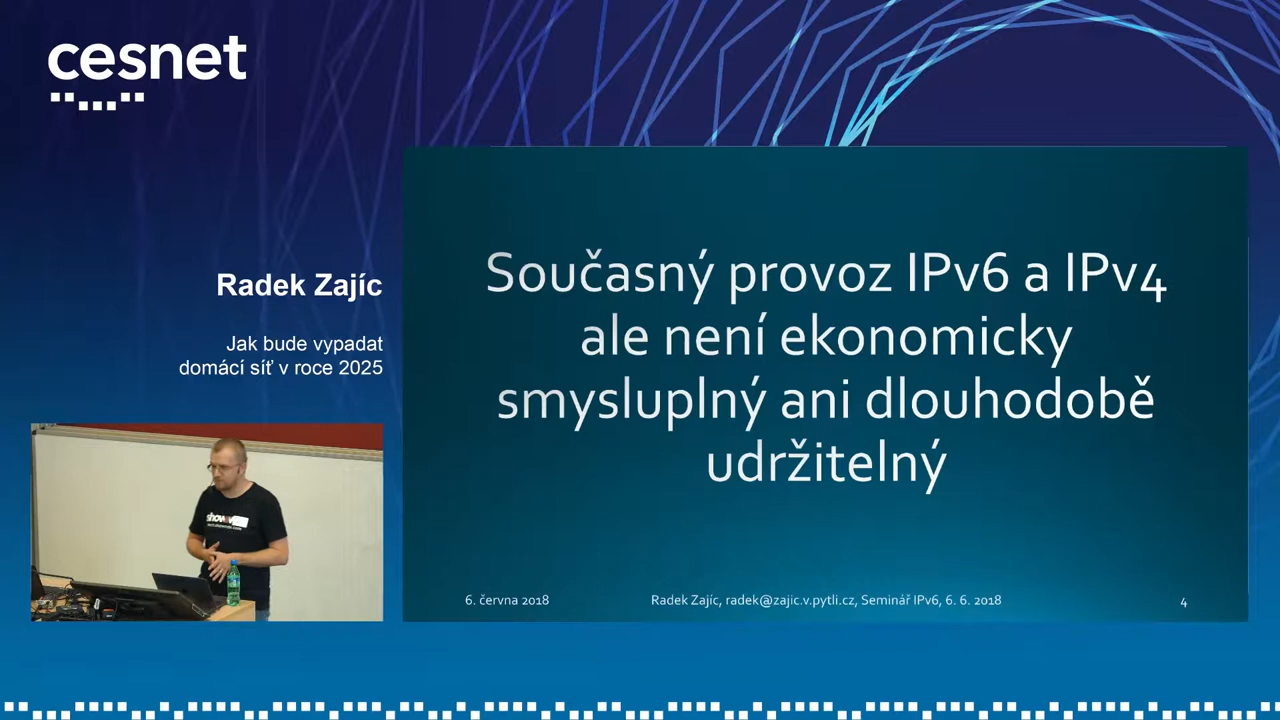 cesnet
Radek Zajíc
Jak bude vypadat
domácí síť v roce 2025
Současný provoz IPv6 a IPv4
ale není ekonomicky
smysluplný ani dlouhodobě
udržitelný
6. června 2018
Radek Zajíc, radek@zajic.v.pytli.cz, Seminář IPv6, 6. 6. 2018
4